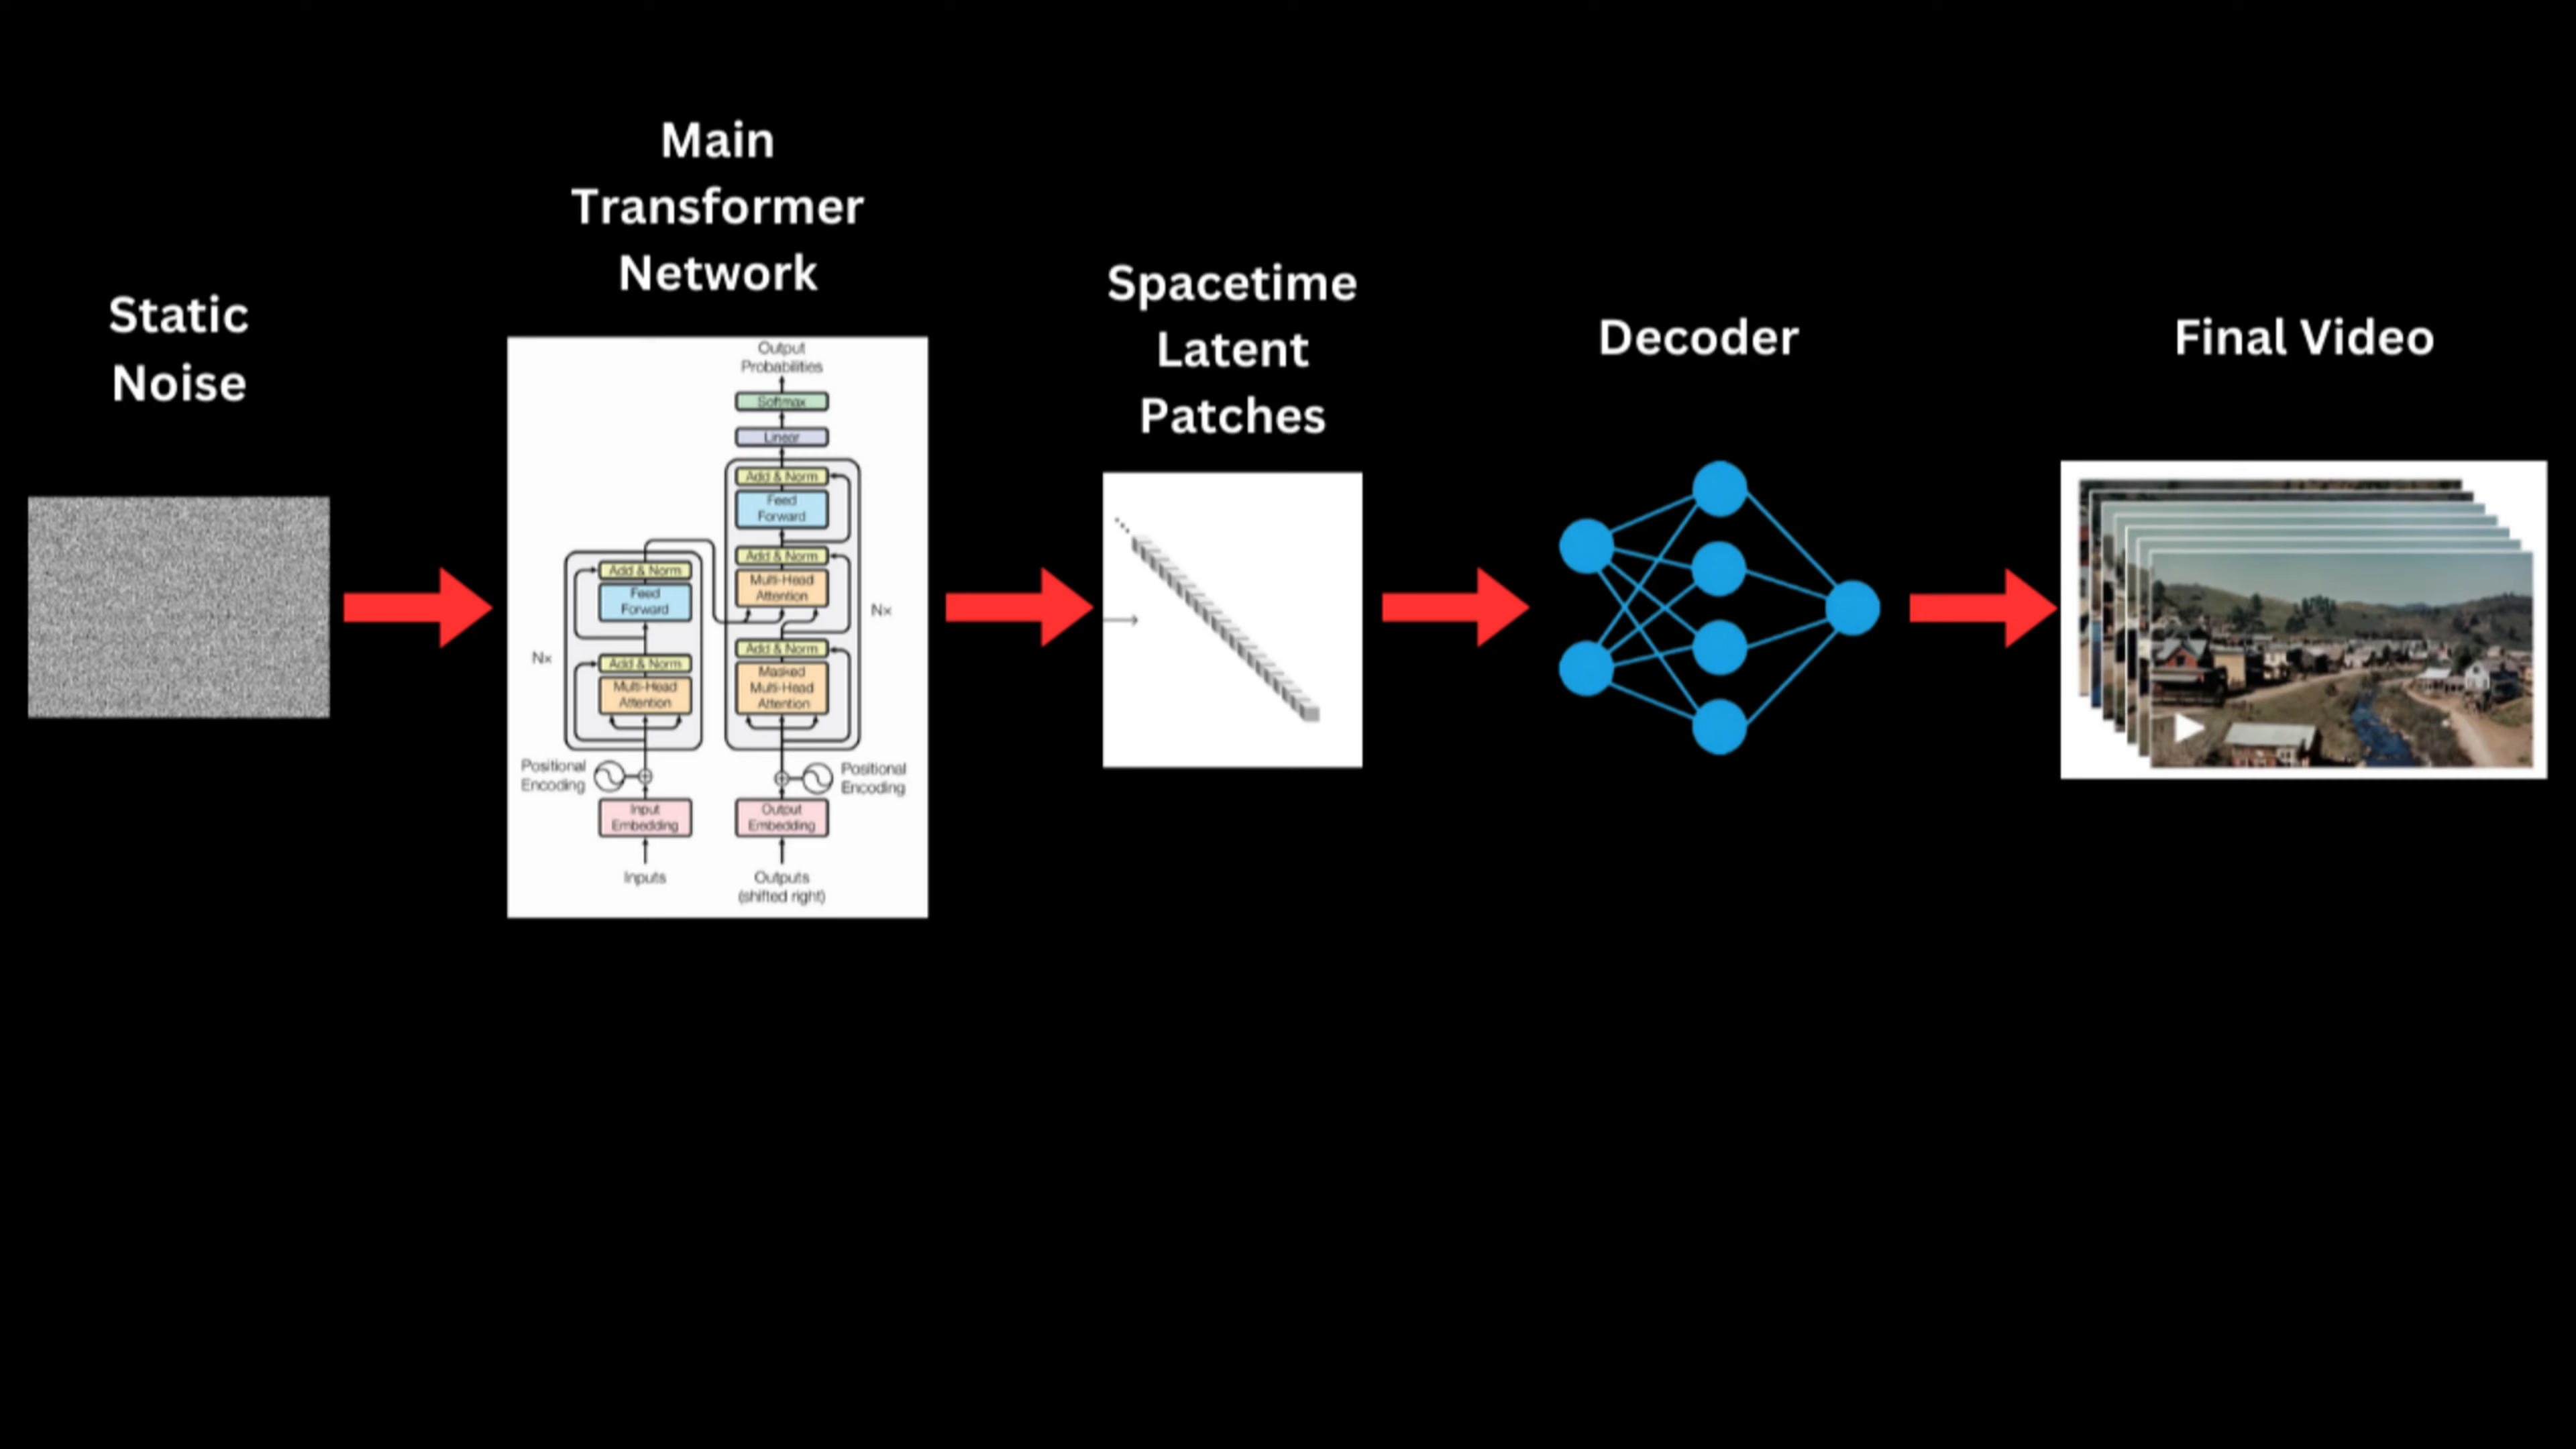 Static
Noise
Main
Transformer
Network
Output
Probabilities
Softmax
Linear
Add & Norm
Feed
Forward
Add & Norm
Multi-Head
Attention
Nx
Add & Norm
Masked
Multi-Head
Attention
Add & Norm
Feed
Forward
Nx
Add & Norm
Multi-Head
Attention
Positional
Encoding
Positional
Encoding
Input
Embedding
Output
Embedding
Inputs
Outputs
(shifted right)
Spacetime
Latent
Patches
Decoder
Final Video